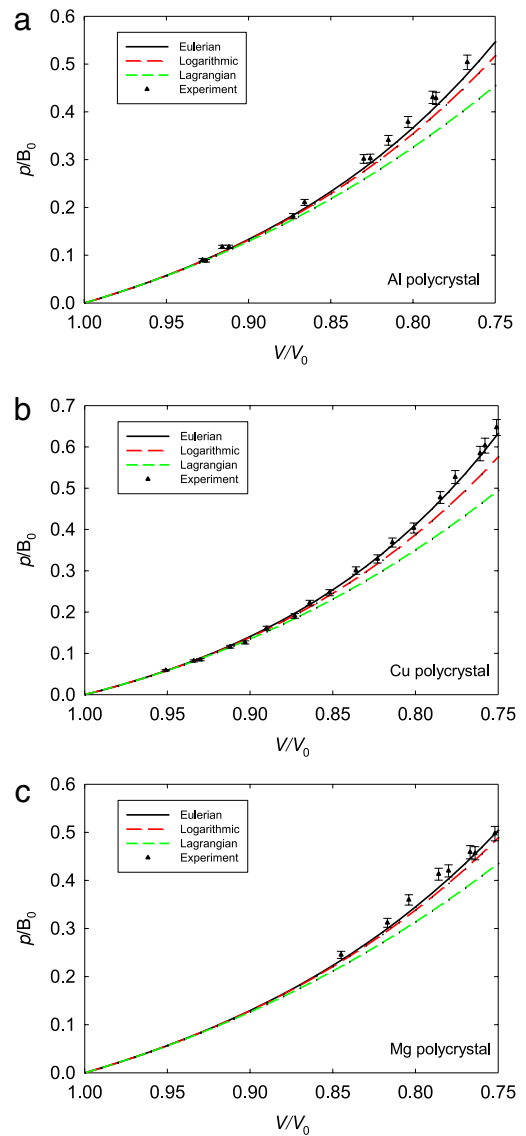 a
0.6
0.5
0.4
0.3
0.2
0.1
0.0
p/B0
Eulerian
Logarithmic
Lagrangian
Experiment
Al polycrystal
1.00 0.95 0.90 0.85 0.80 0.75
V/V0
b
0.7
0.6
0.5
0.4
0.3
0.2
0.1
0.0
p/B0
Eulerian
Logarithmic
Lagrangian
Experiment
Cu polycrystal
1.00 0.95 0.90 0.85 0.80 0.75
V/V0
c
0.6
0.5
0.4
0.3
0.2
0.1
0.0
p/B0
Eulerian
Logarithmic
Lagrangian
Experiment
Mg polycrystal
1.00 0.95 0.90 0.85 0.80 0.75
V/V0